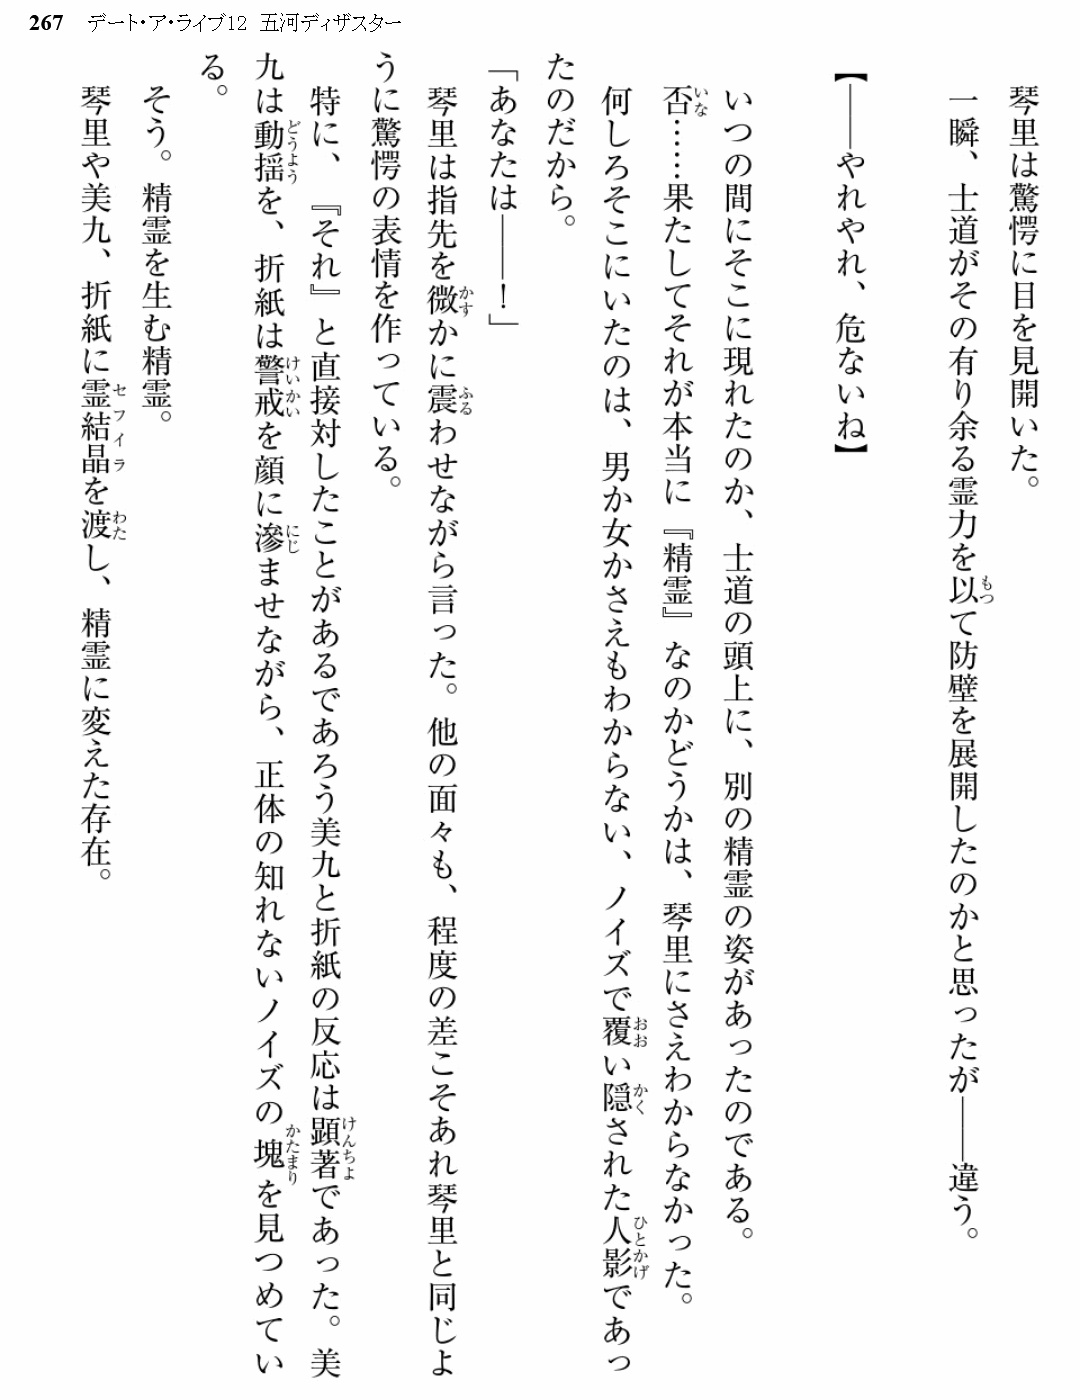 267 デート・ア・ライブ12 五河ディザスター
琴里は驚愕に目を見開いた。
一瞬、士道がその有り余る霊力を以て防壁を展開したのかと思ったが――違う。
【――やれやれ、危ないね】
いつの間にそこに現れたのか、士道の頭上に、別の精霊の姿があったのである。
否……果たしてそれが本当に『精霊』なのかどうかは、琴里にさえわからなかった。
何しろそこにいたのは、男か女かさえもわからない、ノイズで覆い隠された人影であっ
たのだから。
「あなたは――！」
琴里は指先を微かに震わせながら言った。他の面々も、程度の差こそあれ琴里と同じよ
うに驚愕の表情を作っている。
特に、『それ』と直接対したことがあるであろう美九と折紙の反応は顕著であった。美
九は動揺を、折紙は警戒を顔に滲ませながら、正体の知れないノイズの塊を見つめてい
る。
そう。精霊を生む精霊。
琴里や美九、折紙に霊結晶を渡し、精霊に変えた存在。